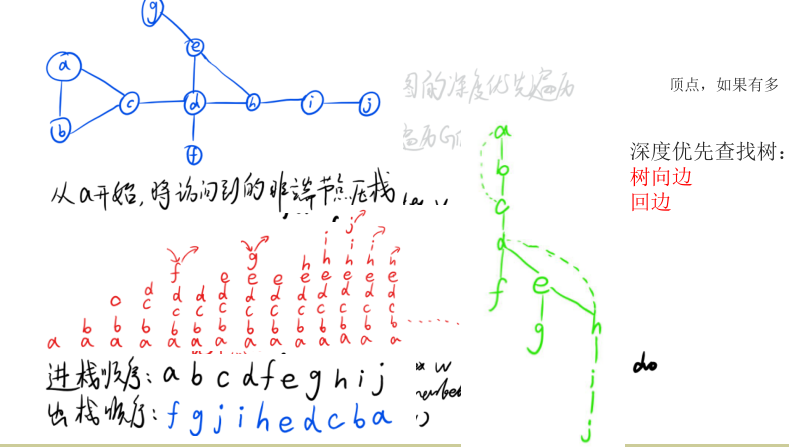 g
e
a
b
c
d
h
i
j
f
图的深度优先遍历
遍历G
顶点，如果有多
深度优先查找树：
树向边
回边
从a开始，将访问到的非端节点压栈
a
b
c
d
f
e
g
h
i
j
j
i i i
f g h h h h n
d e e e e e e e
d c d d d d d d d d d
c c c c c c c c c c
b b b b b b b b b b b
a a a a a a a a a a a a
进栈顺序：a b c d f e g h i j
出栈顺序：f g j i h e d c b a
do